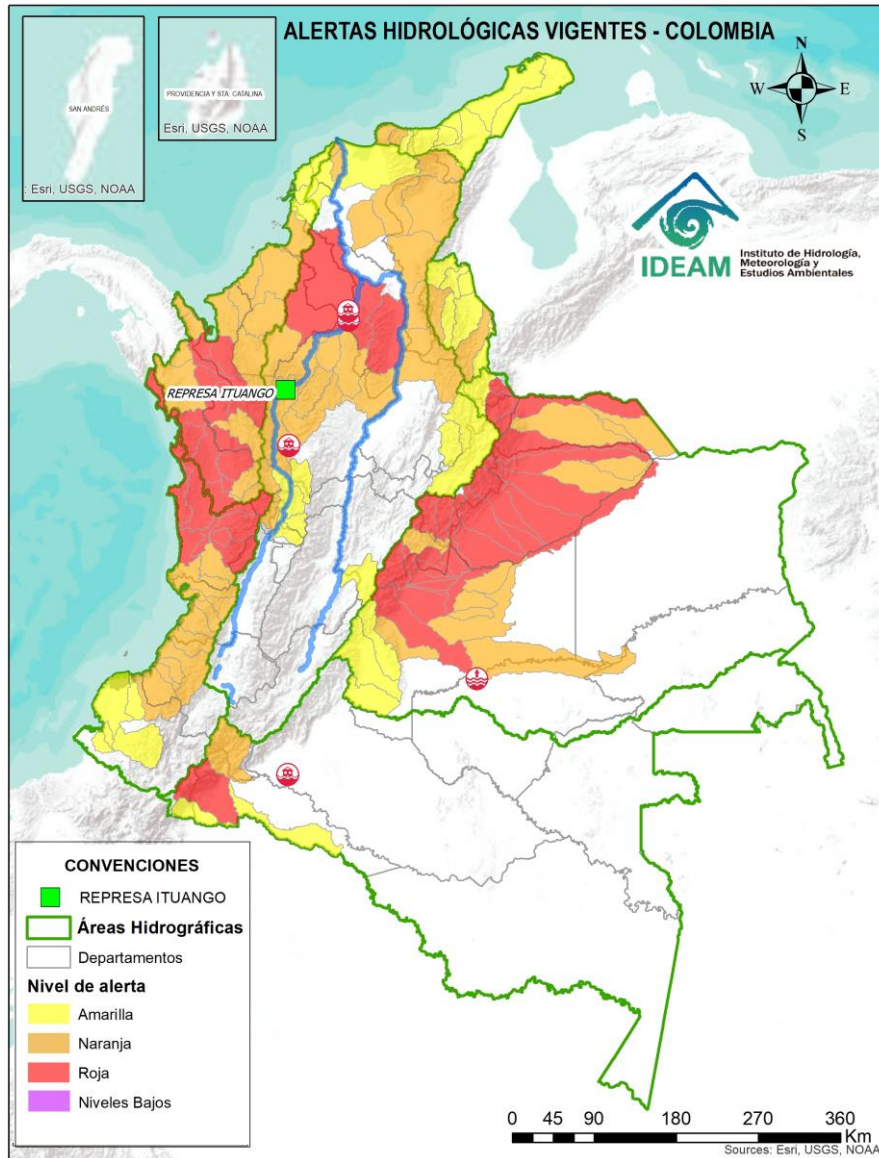 ALERTAS HIDROLÓGICAS VIGENTES - COLOMBIA
SAN ANDRÉS
: Esri, USGS, NOAA
PROVIDENCIA Y STA. CATALINA
Esri, USGS, NOAA
N
W
E
S
IDEAM
Instituto de Hidrología,
Meteorología y
Estudios Ambientales
REPRESA ITUANGO
CONVENCIONES
REPRESA ITUANGO
Áreas Hidrográficas
Departamentos
Nivel de alerta
Amarilla
Naranja
Roja
Niveles Bajos
0 45 90 180 270 360
Km
Sources: Esri, USGS, NOAA